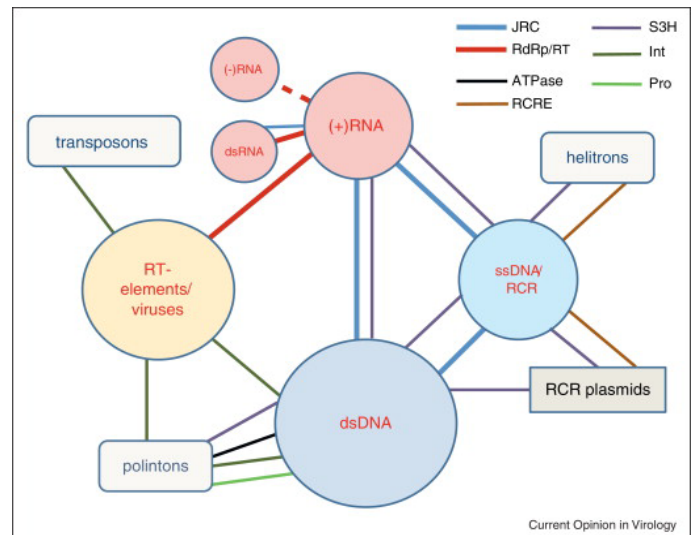 JRC
RdRp/RT
ATPase
RCRE
S3H
Int
Pro
(-)RNA
(+)RNA
dsRNA
transposons
helitrons
RT-
elements/
viruses
ssDNA/
RCR
RCR plasmids
dsDNA
polintons
Current Opinion in Virology